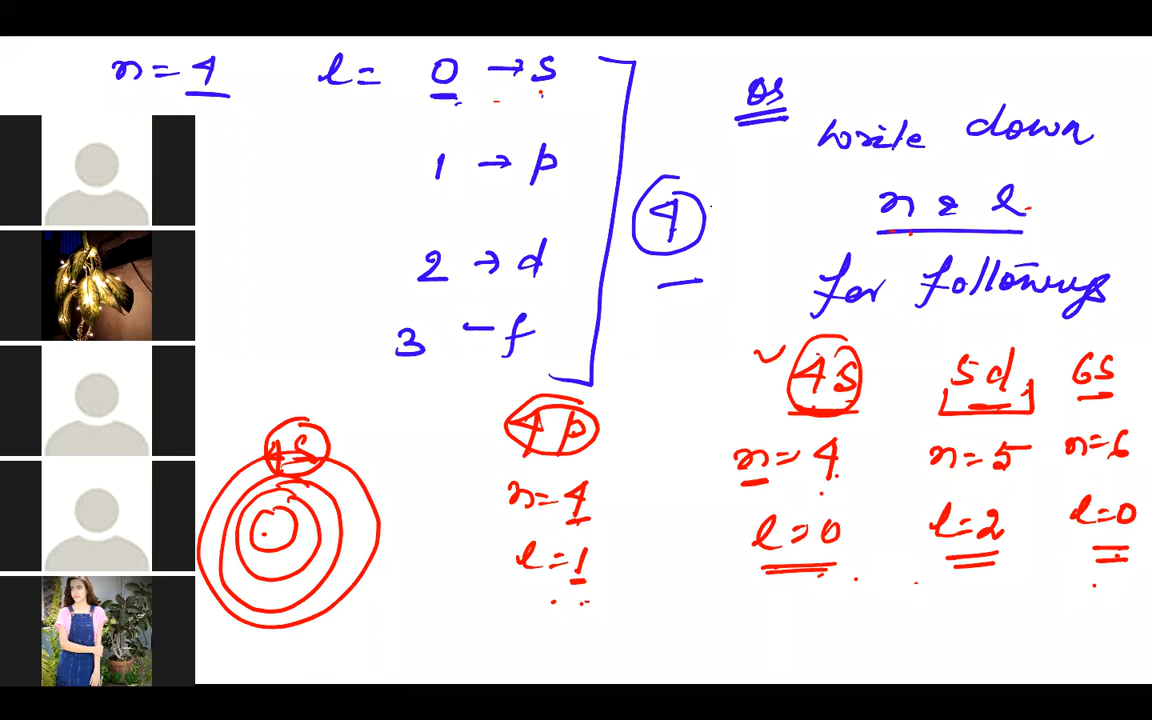 n = 4 l = 0 → s
1 → p
2 → d
3 - f
4
Qs
write down
n & l
for followings
4s 5d 6s
n = 4 n = 5 n = 6
l = 0 l = 2 l = 0
4p
n = 4
l = 1
4s